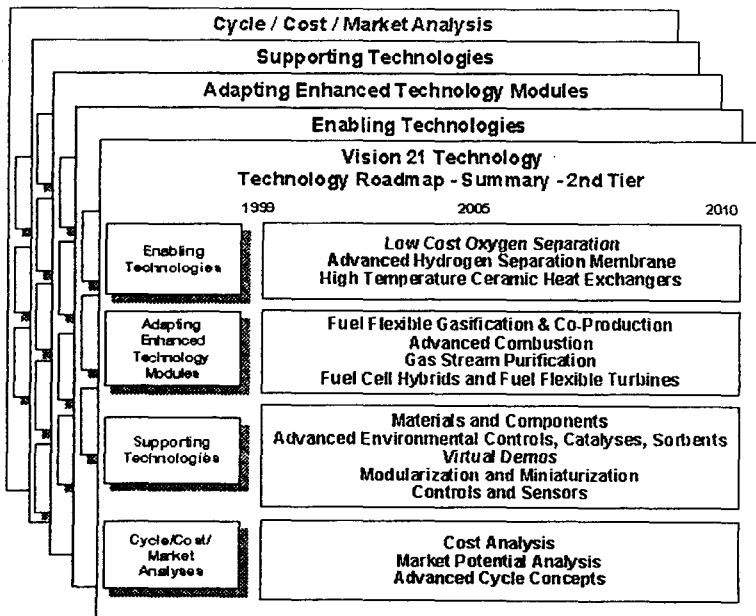 Cycle / Cost / Market Analysis
Supporting Technologies
Adapting Enhanced Technology Modules
Enabling Technologies
Vision 21 Technology
Technology Roadmap - Summary - 2nd Tier
1999 2005 2010
Enabling
Technologies
Low Cost Oxygen Separation
Advanced Hydrogen Separation Membrane
High Temperature Ceramic Heat Exchangers
Adapting
Enhanced
Technology
Modules
Fuel Flexible Gasification & Co-Production
Advanced Combustion
Gas Stream Purification
Fuel Cell Hybrids and Fuel Flexible Turbines
Supporting
Technologies
Materials and Components
Advanced Environmental Controls, Catalyses, Sorbents
Virtual Demos
Modularization and Miniaturization
Controls and Sensors
Cycle/Cost/
Market
Analyses
Cost Analysis
Market Potential Analysis
Advanced Cycle Concepts